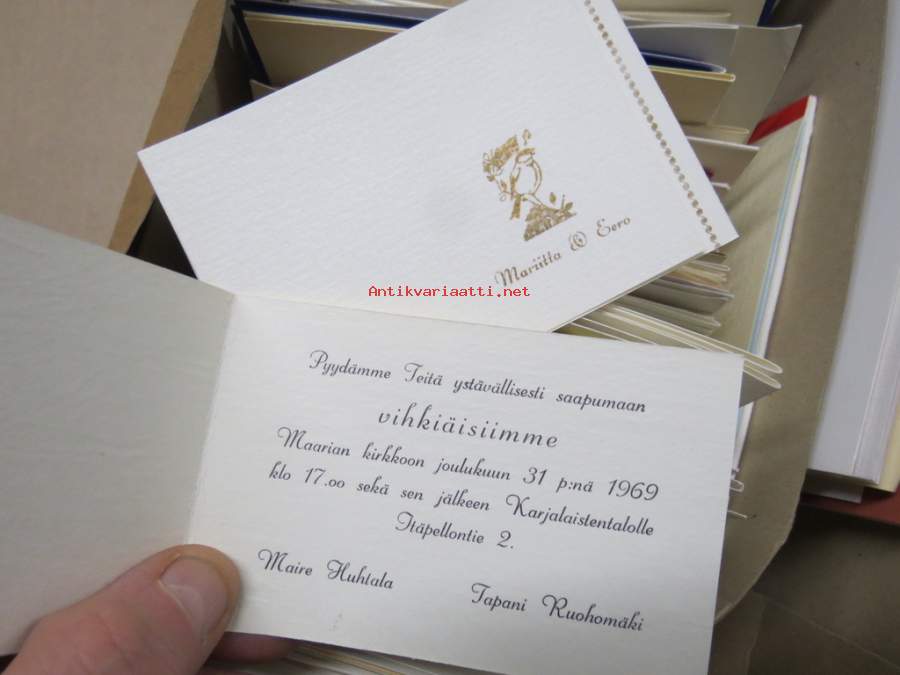 Mariitta & Eero
Antikvariaatti.net
Pyydämme Teitä ystävällisesti saapumaan
vihkiäisiimme
Maarian kirkkoon joulukuun 31 p:nä 1969
klo 17.oo sekä sen jälkeen Karjalaistentalolle
Itäpellontie 2.
Maire Huhtala Tapani Ruohomäki